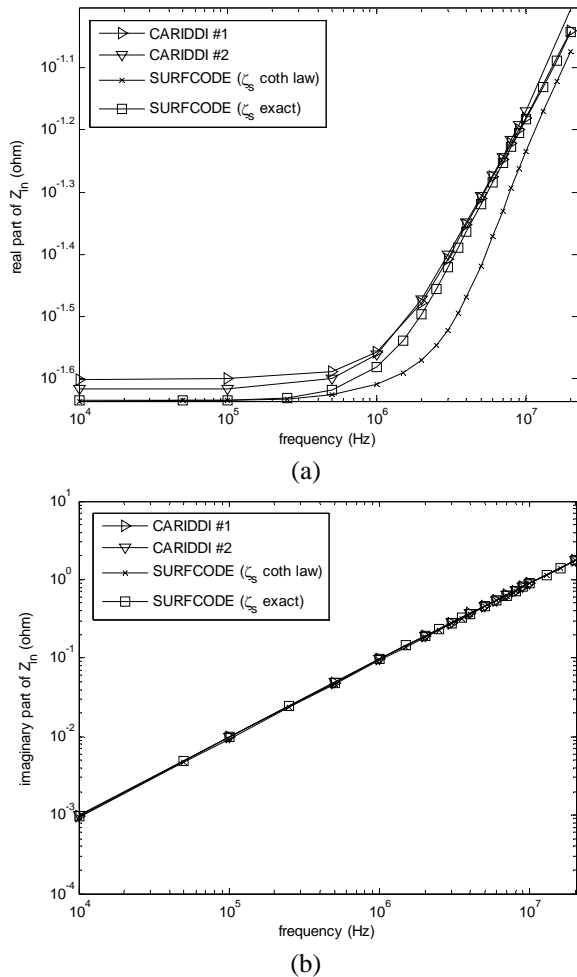 CARIDDI #1
CARIDDI #2
SURFCODE (ζs coth law)
SURFCODE (ζs exact)
10^-1.1
10^-1.2
10^-1.3
10^-1.4
10^-1.5
10^-1.6
real part of Z_in (ohm)
10^4 10^5 10^6 10^7
frequency (Hz)
(a)
CARIDDI #1
CARIDDI #2
SURFCODE (ζs coth law)
SURFCODE (ζs exact)
10^1
10^0
10^-1
10^-2
10^-3
10^-4
imaginary part of Z_in (ohm)
10^4 10^5 10^6 10^7
frequency (Hz)
(b)